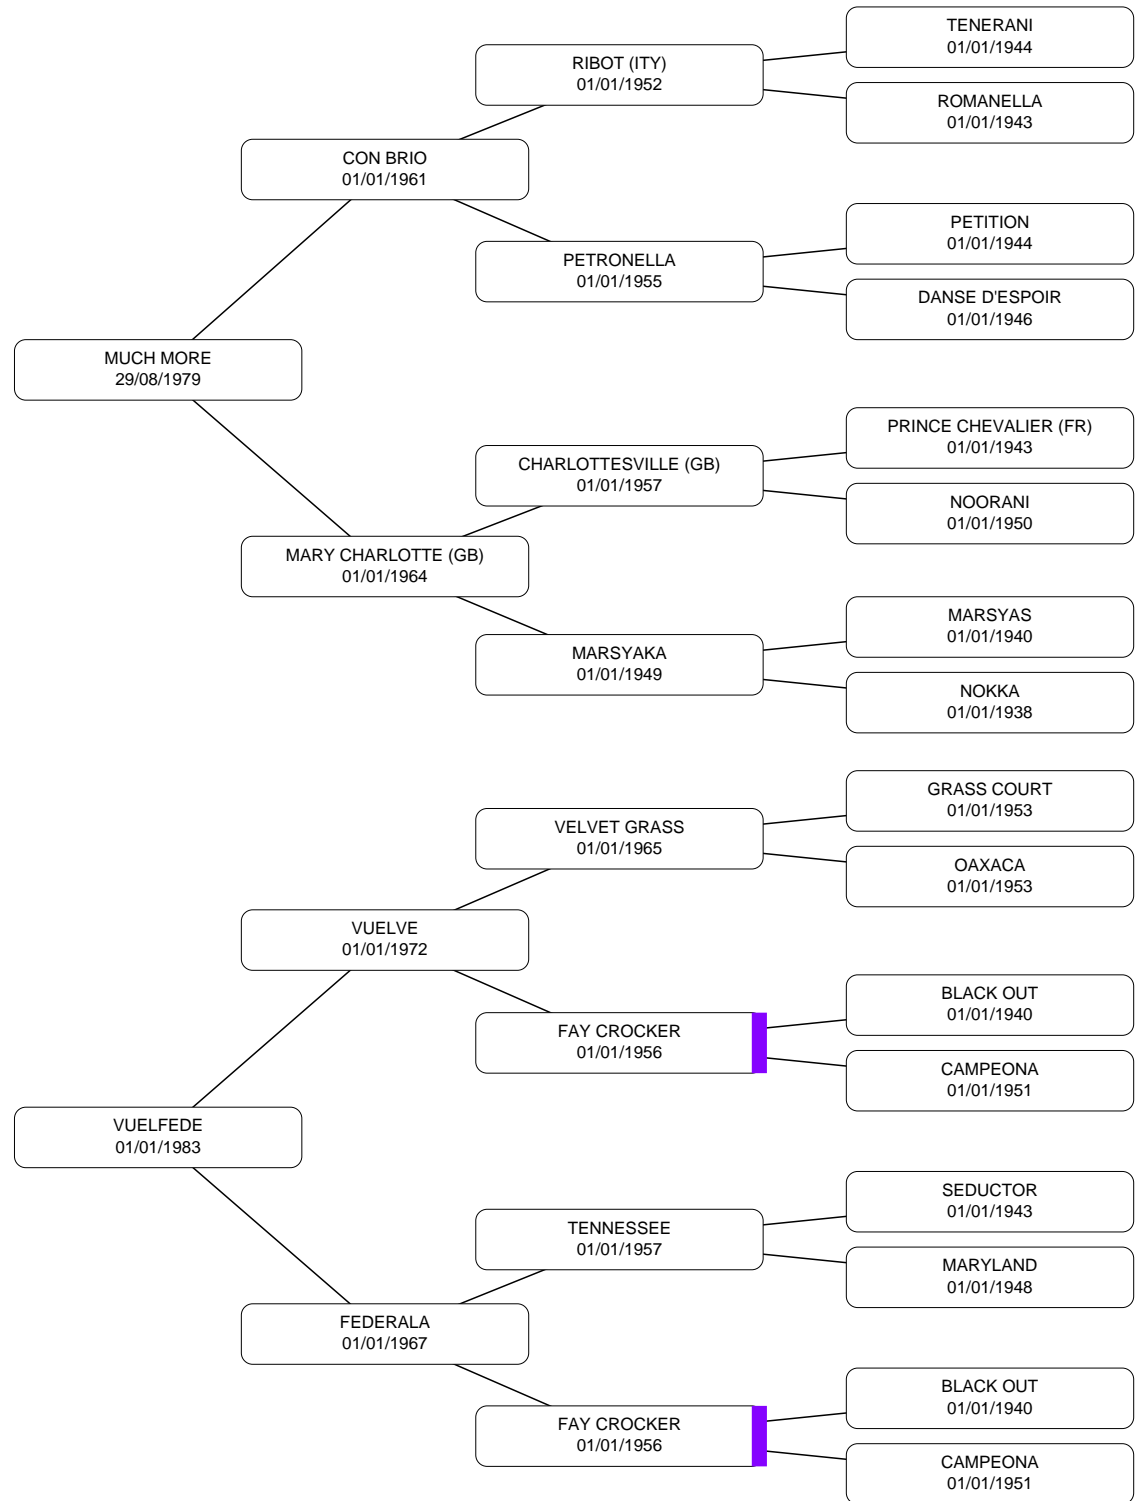 TENERANI
01/01/1944
RIBOT (ITY)
01/01/1952
ROMANELLA
01/01/1943
CON BRIO
01/01/1961
PETITION
01/01/1944
PETRONELLA
01/01/1955
DANSE D'ESPOIR
01/01/1946
MUCH MORE
29/08/1979
PRINCE CHEVALIER (FR)
01/01/1943
CHARLOTTESVILLE (GB)
01/01/1957
NOORANI
01/01/1950
MARY CHARLOTTE (GB)
01/01/1964
MARSYAS
01/01/1940
MARSYAKA
01/01/1949
NOKKA
01/01/1938
GRASS COURT
01/01/1953
VELVET GRASS
01/01/1965
OAXACA
01/01/1953
VUELVE
01/01/1972
BLACK OUT
01/01/1940
FAY CROCKER
01/01/1956
CAMPEONA
01/01/1951
VUELFEDE
01/01/1983
SEDUCTOR
01/01/1943
TENNESSEE
01/01/1957
MARYLAND
01/01/1948
FEDERALA
01/01/1967
BLACK OUT
01/01/1940
FAY CROCKER
01/01/1956
CAMPEONA
01/01/1951